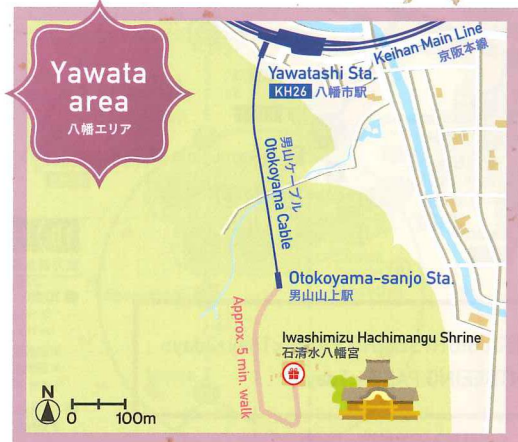 Yawata
area
八幡エリア
Keihan Main Line
京阪本線
Yawatashi Sta.
KH26 八幡市駅
男山ケーブル
Otokoyama Cable
Otokoyama-sanjo Sta.
男山山上駅
Approx. 5 min. walk
Iwashimizu Hachimangu Shrine
石清水八幡宮
N
0 100m